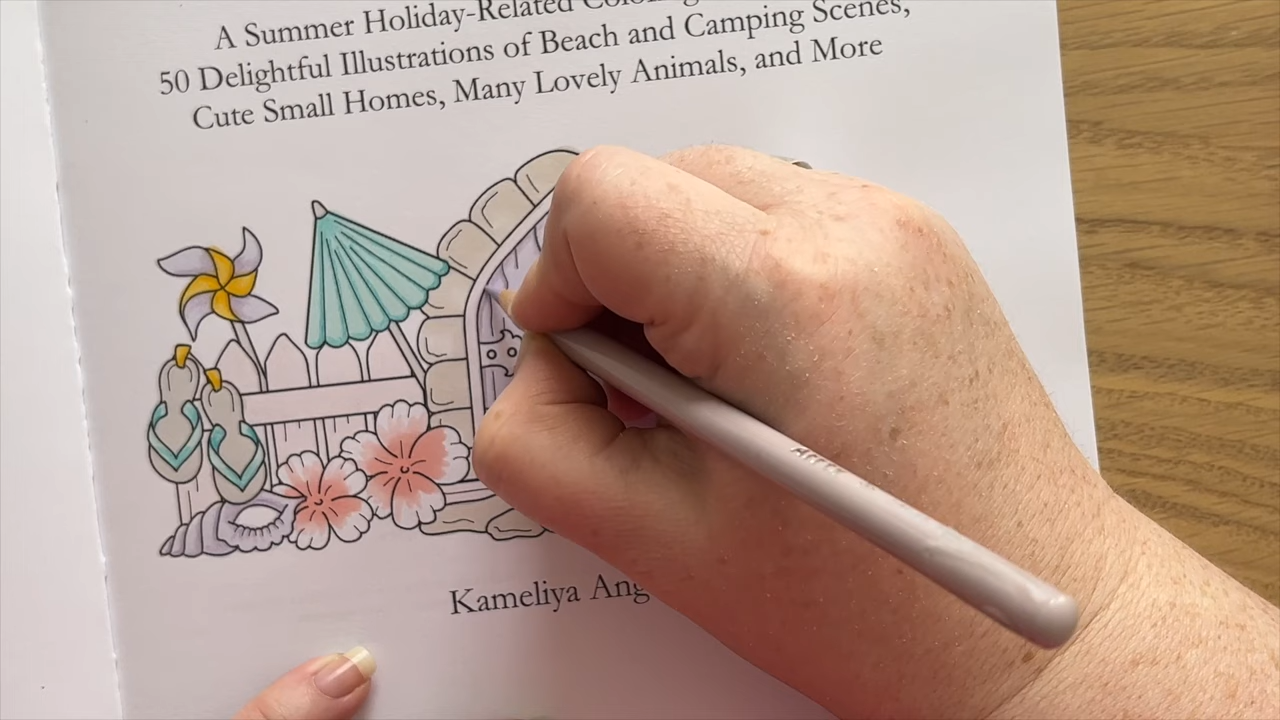 A Summer Holiday-Related
50 Delightful Illustrations of Beach and Camping Scenes,
Cute Small Homes, Many Lovely Animals, and More
Kameliya Ang